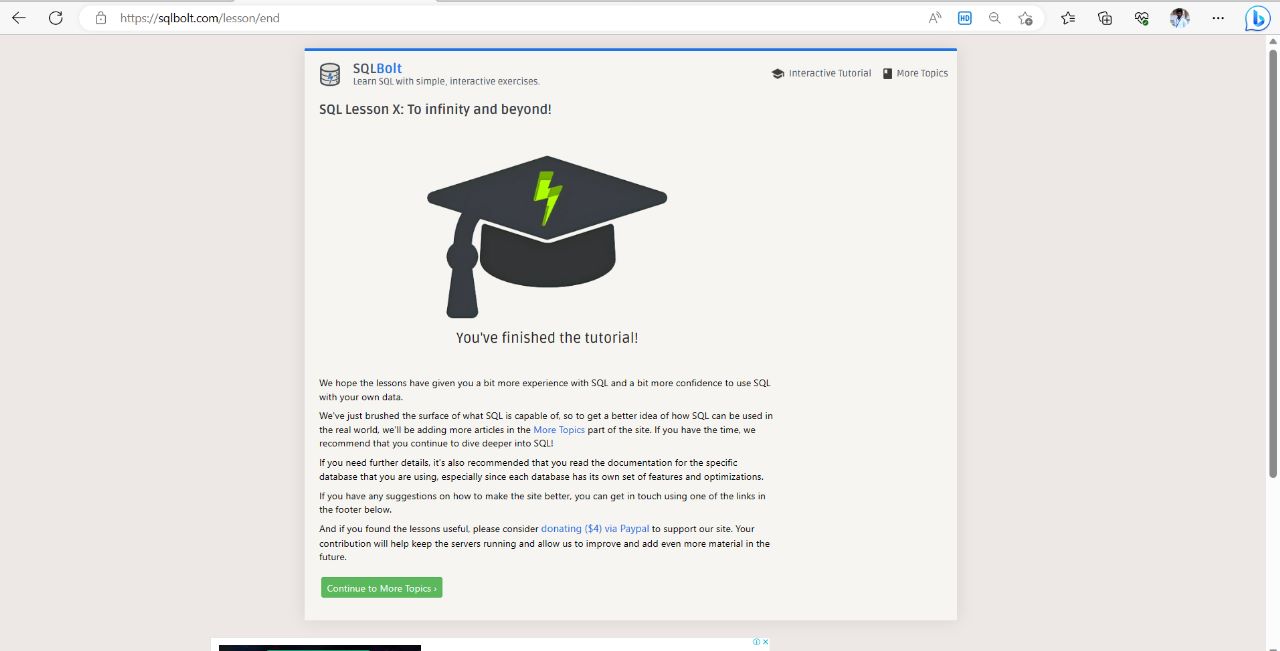 https://sqlbolt.com/lesson/end
HD
SQLBolt
Learn SQL with simple, interactive exercises.
Interactive Tutorial
More Topics
SQL Lesson X: To infinity and beyond!
You've finished the tutorial!
We hope the lessons have given you a bit more experience with SQL and a bit more confidence to use SQL
with your own data.
We've just brushed the surface of what SQL is capable of, so to get a better idea of how SQL can be used in
the real world, we'll be adding more articles in the More Topics part of the site. If you have the time, we
recommend that you continue to dive deeper into SQL!
If you need further details, it's also recommended that you read the documentation for the specific
database that you are using, especially since each database has its own set of features and optimizations.
If you have any suggestions on how to make the site better, you can get in touch using one of the links in
the footer below.
And if you found the lessons useful, please consider donating ($4) via Paypal to support our site. Your
contribution will help keep the servers running and allow us to improve and add even more material in the
future.
Continue to More Topics ›